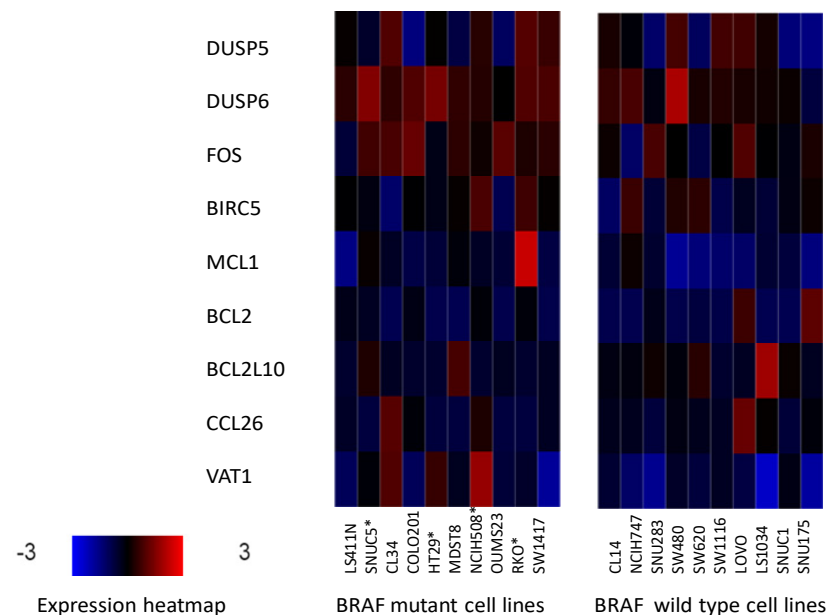 DUSP5
DUSP6
FOS
BIRC5
MCL1
BCL2
BCL2L10
CCL26
VAT1
LS411N
SNUC5*
CL34
COLO201
HT29*
MDST8
NCIH508*
OUMS23
RKO*
SW1417
CL14
NCIH747
SNU283
SW480
SW620
SW1116
LOVO
LS1034
SNUC1
SNU175
-3 3
Expression heatmap
BRAF mutant cell lines
BRAF wild type cell lines